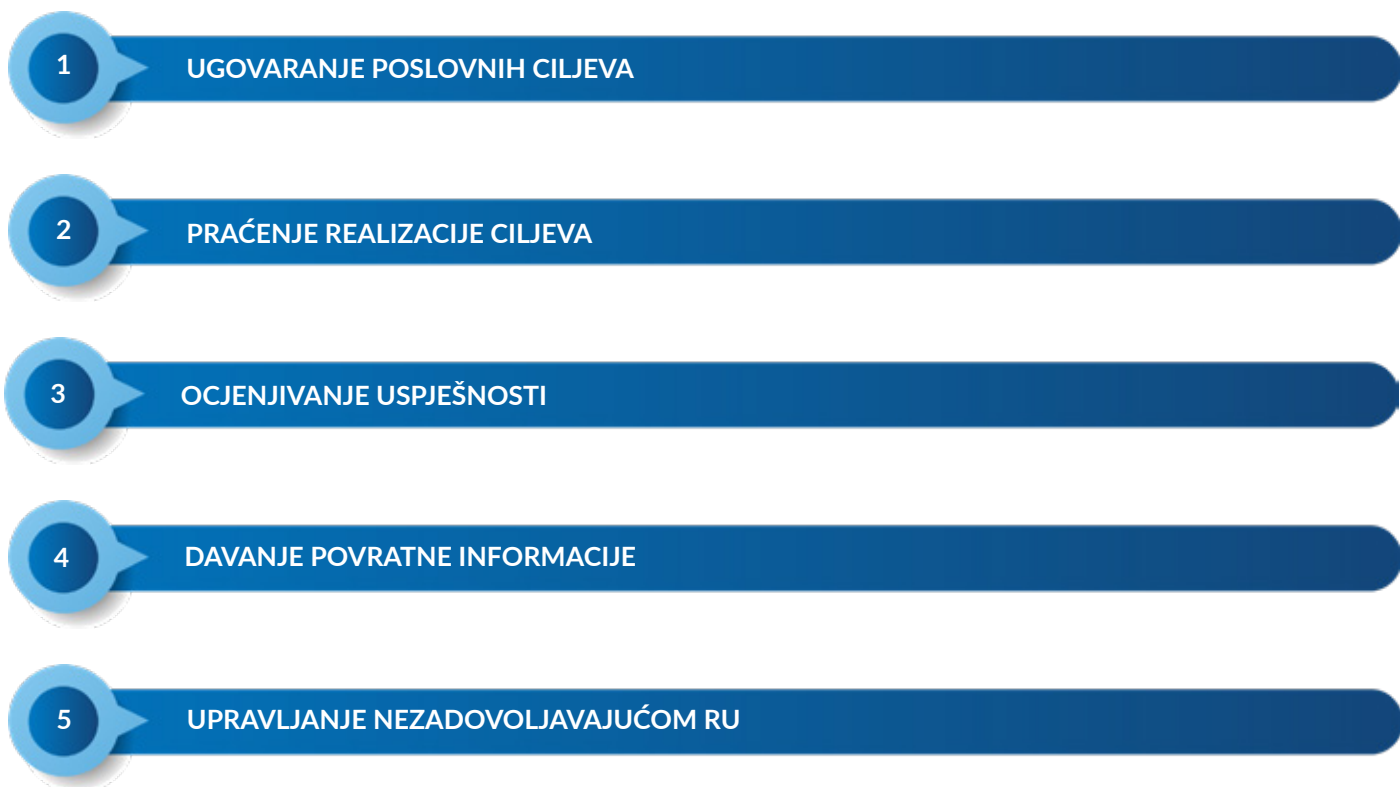 1 UGOVARANJE POSLOVNIH CILJEVA
2 PRAĆENJE REALIZACIJE CILJEVA
3 OCJENJIVANJE USPJEŠNOSTI
4 DAVANJE POVRATNE INFORMACIJE
5 UPRAVLJANJE NEZADOVOLJAVAJUĆOM RU